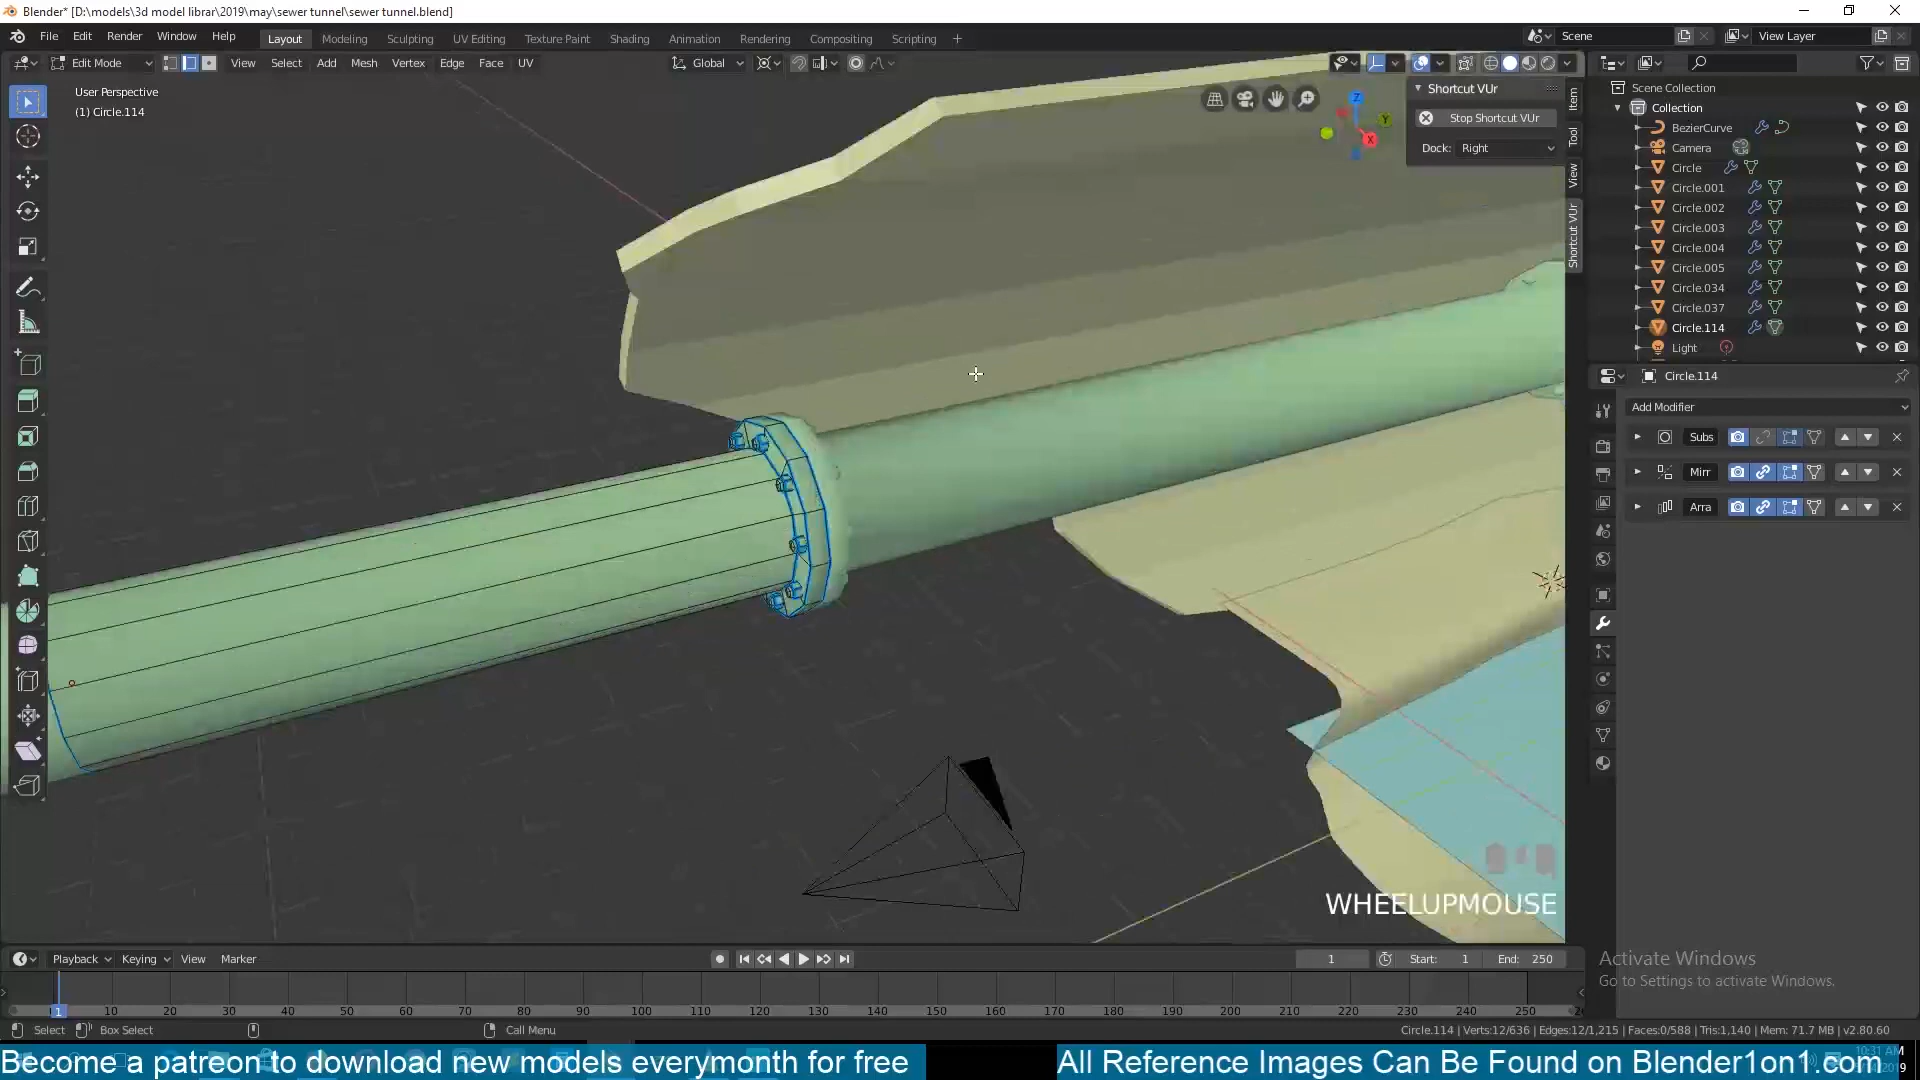 Blender* [D:\models\3d model librar\2019\may\sewer tunnel\sewer tunnel.blend]
File Edit Render Window Help Layout Modeling Sculpting UV Editing Texture Paint Shading Animation Rendering Compositing Scripting + Scene View Layer
Edit Mode View Select Add Mesh Vertex Edge Face UV Global
User Perspective
(1) Circle.114
Z
Y
X
Shortcut VUr
Stop Shortcut VUr
Dock: Right
Item
Tool
View
Shortcut VUr
Scene Collection
Collection
BezierCurve
Camera
Circle
Circle.001
Circle.002
Circle.003
Circle.004
Circle.005
Circle.034
Circle.037
Circle.114
Light
Circle.114
Add Modifier
Subs
Mirr
Arra
WHEELUPMOUSE
Activate Windows
Go to Settings to activate Windows.
Playback Keying View Marker 1 Start: 1 End: 250
1 10 20 30 40 50 60 70 80 90 100 110 120 130 140 150 160 170 180 190 200 210 220 230 240 250
Select Box Select Call Menu Circle.114 | Verts:12/636 | Edges:12/1,215 | Faces:0/588 | Tris:1,140 | Mem: 71.7 MB | v2.80.60
Become a patreon to download new models everymonth for free
All Reference Images Can Be Found on Blender1on1.com